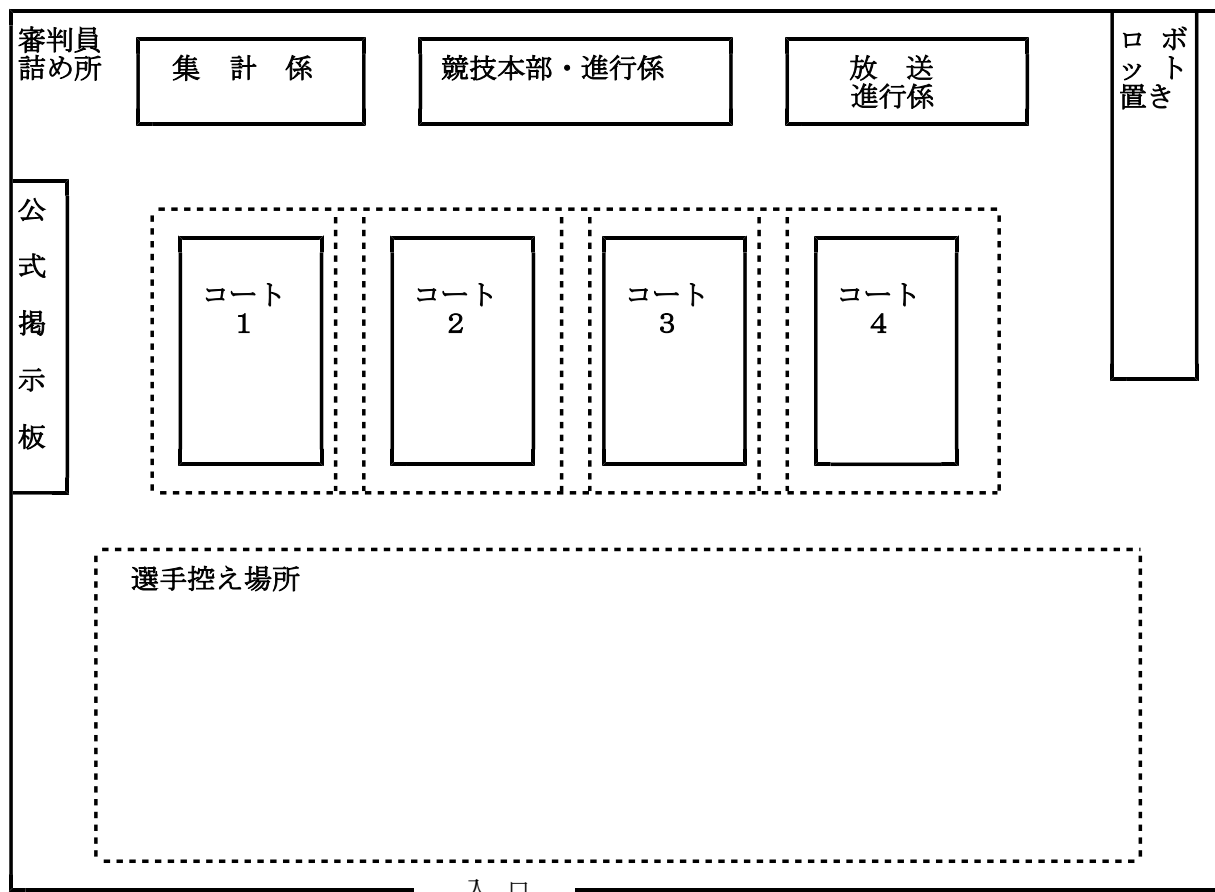 審判員
詰め所
集 計 係
競技本部・進行係
放 送
進行係
ロボ
ット
置き
公式掲示板
コート
1
コート
2
コート
3
コート
4
選手控え場所
入 口